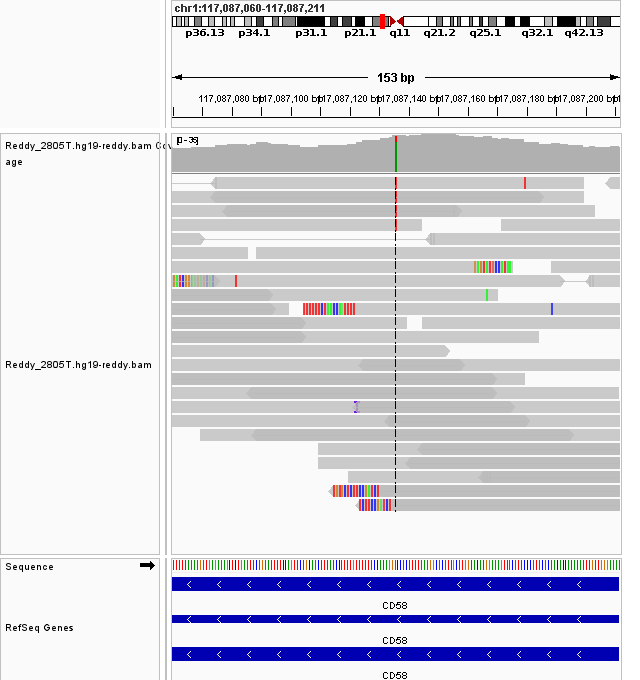 chr1:117,087,060-117,087,211
p36.13 p34.1 p31.1 p21.1 q11 q21.2 q25.1 q32.1 q42.13
153 bp
117,087,080 bp 117,087,100 bp 117,087,120 bp 117,087,140 bp 117,087,160 bp 117,087,180 bp 117,087,200 b
Reddy_2805T.hg19-reddy.bam Cov
age
[0-36]
Reddy_2805T.hg19-reddy.bam
Sequence
CD58
RefSeq Genes
CD58
CD58